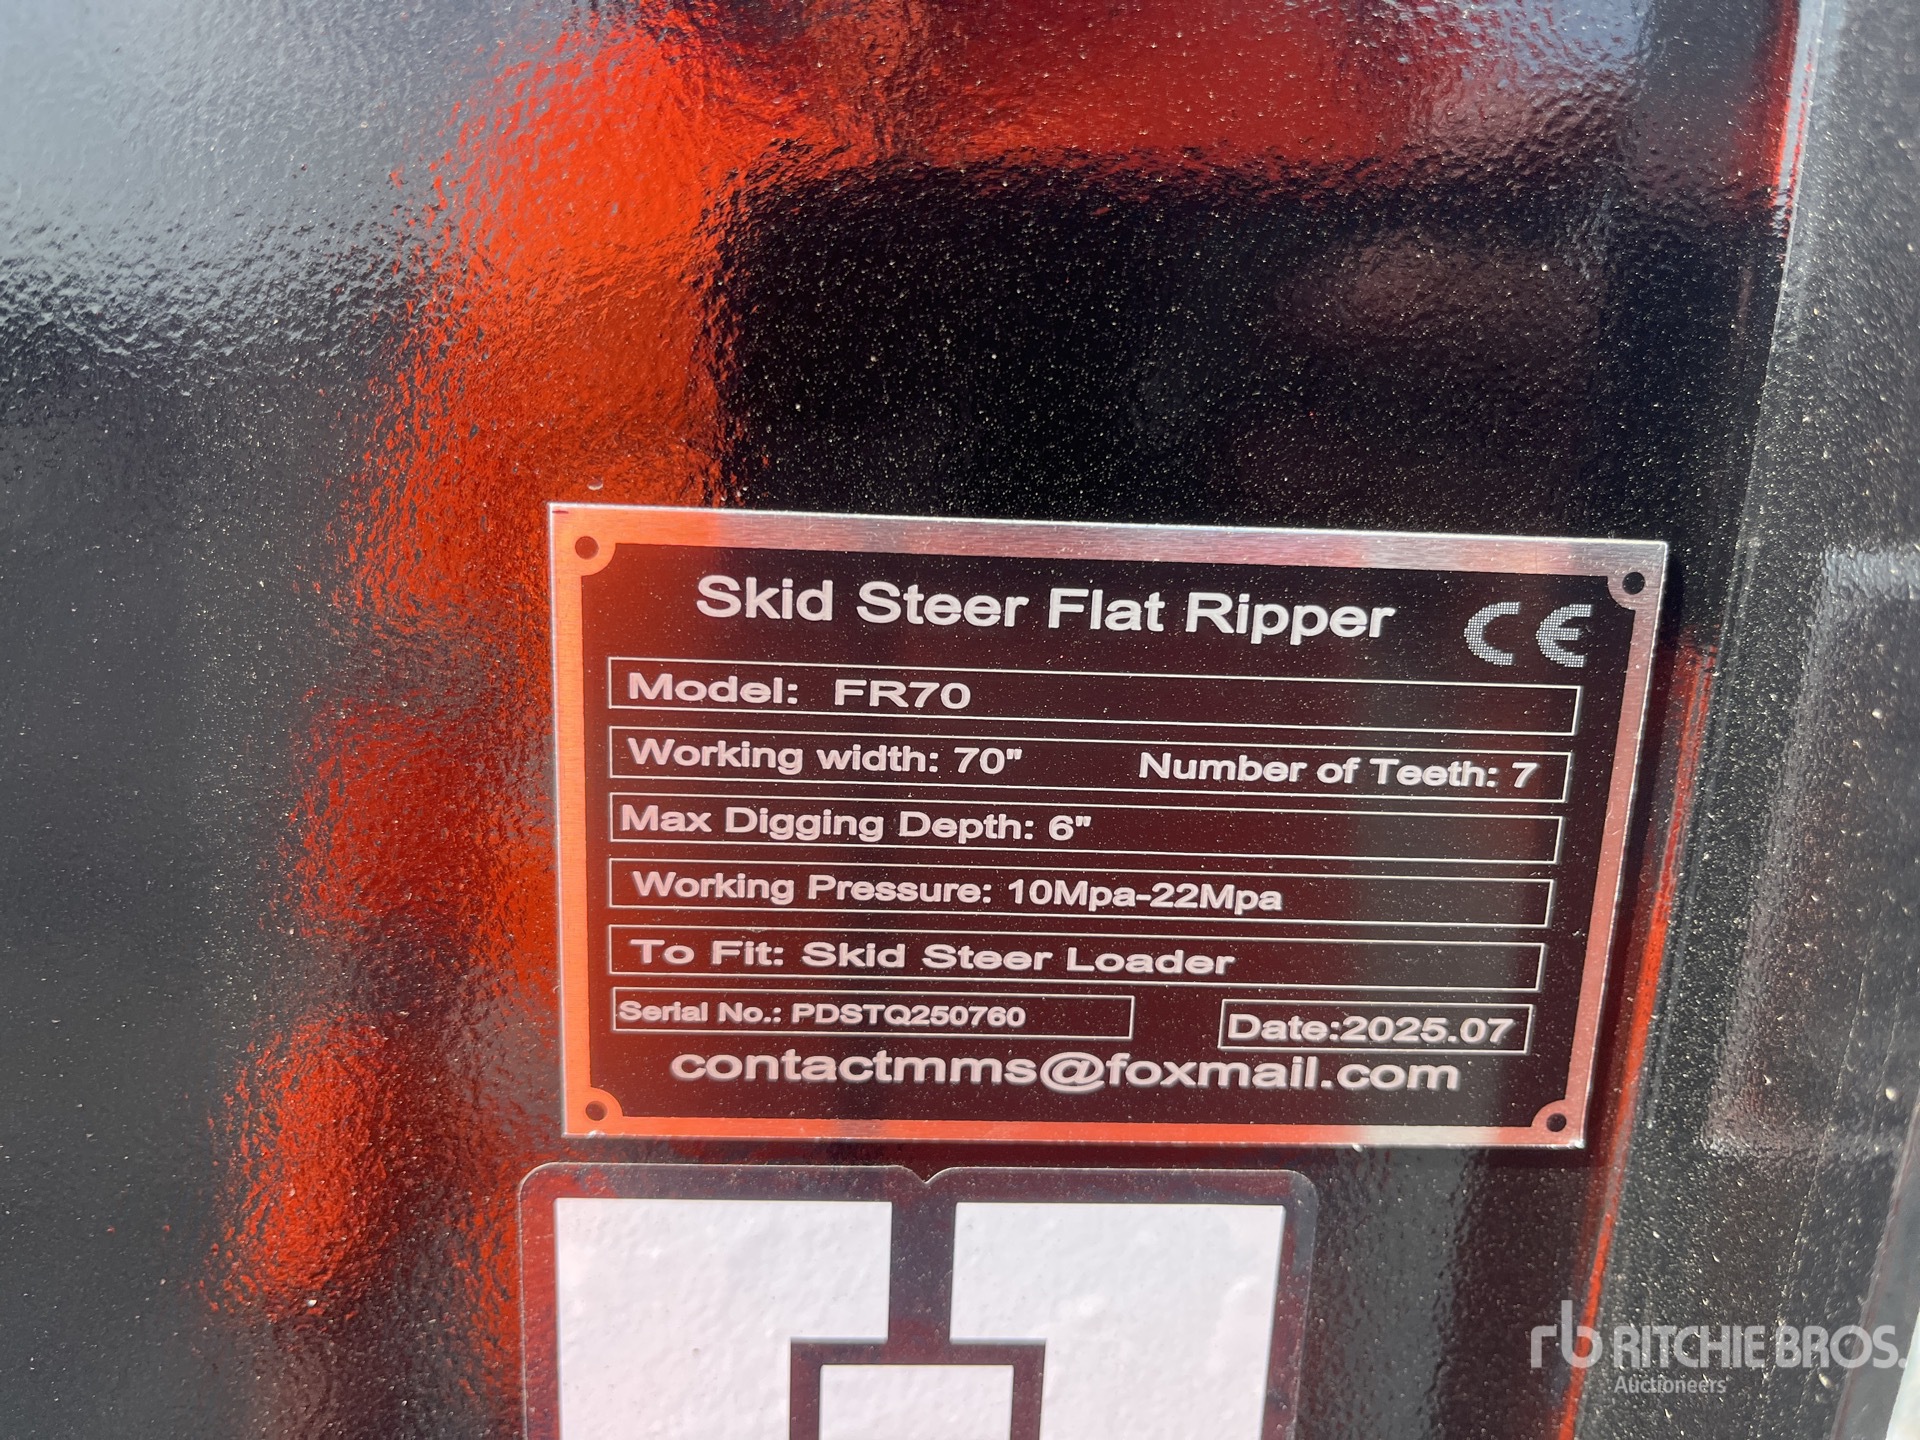 Skid Steer Flat Ripper CE
Model: FR70
Working width: 70" Number of Teeth: 7
Max Digging Depth: 6"
Working Pressure: 10Mpa-22Mpa
To Fit: Skid Steer Loader
Serial No.: PDSTQ250760 Date:2025.07
contactmms@foxmail.com
rb RITCHIE BROS.
Auctioneers